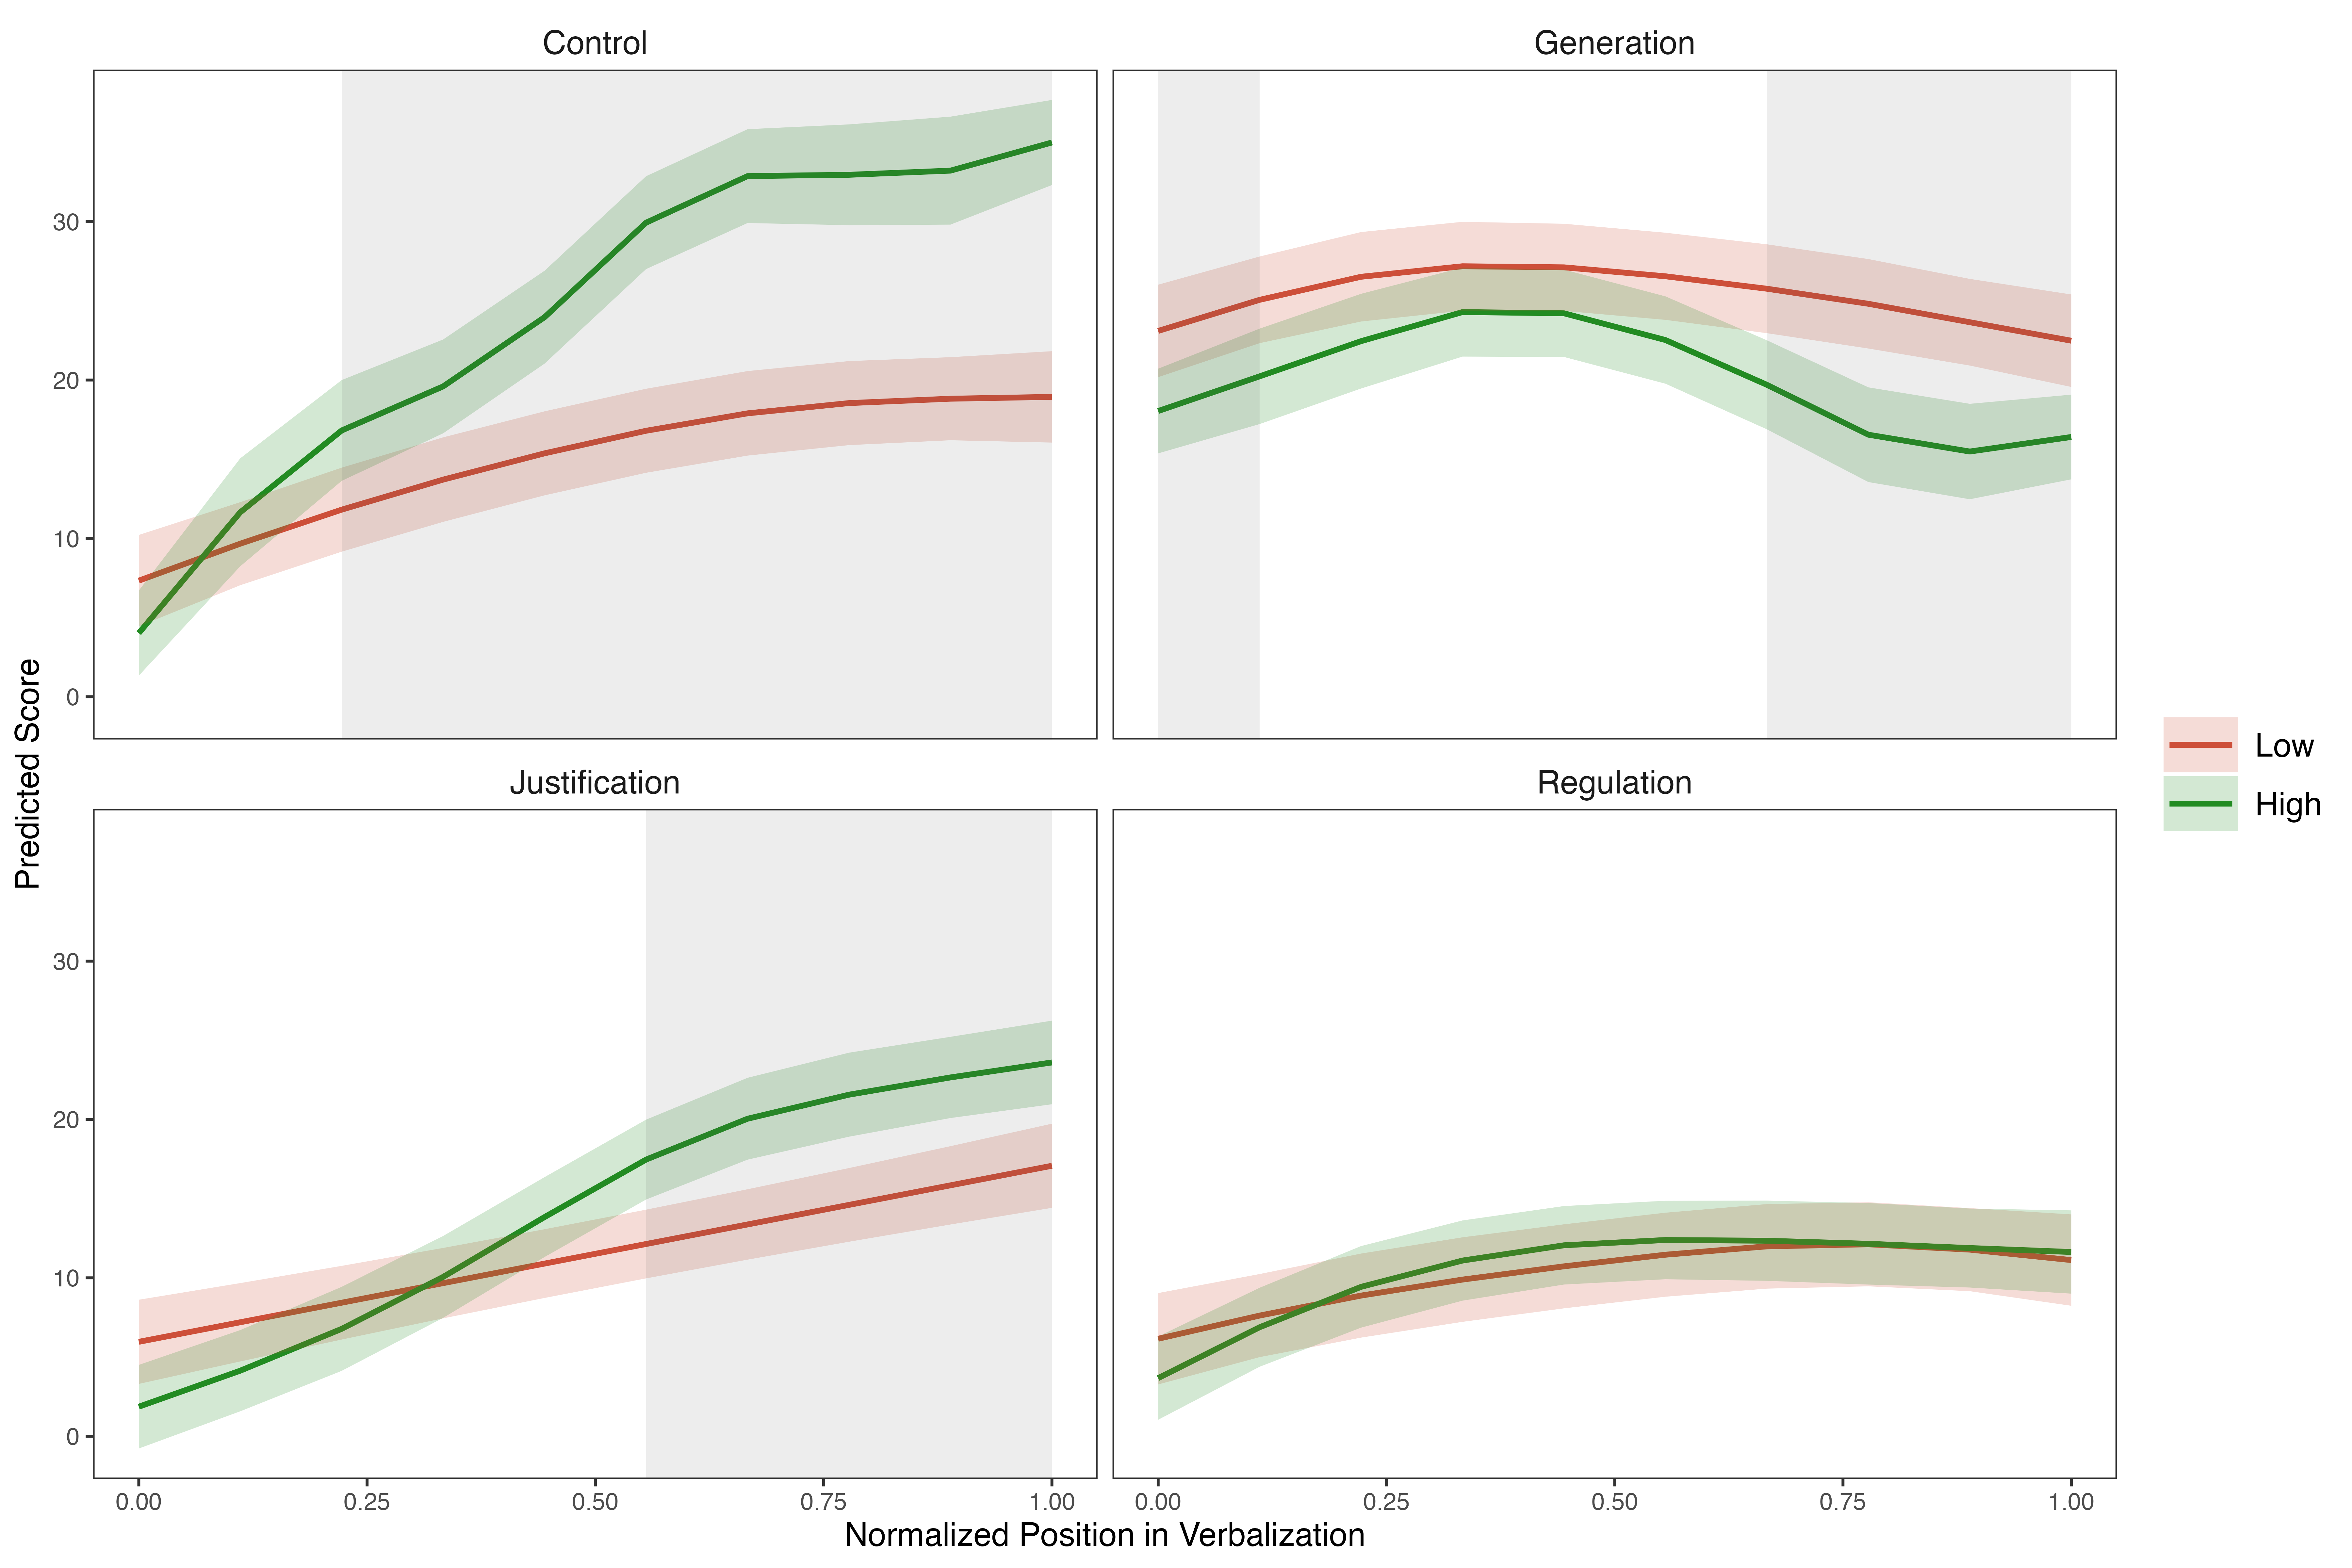 Control
Generation
30
20
10
0
Justification
Regulation
30
20
10
0
0.00 0.25 0.50 0.75 1.00 0.00 0.25 0.50 0.75 1.00
Normalized Position in Verbalization
Predicted Score
Low
High